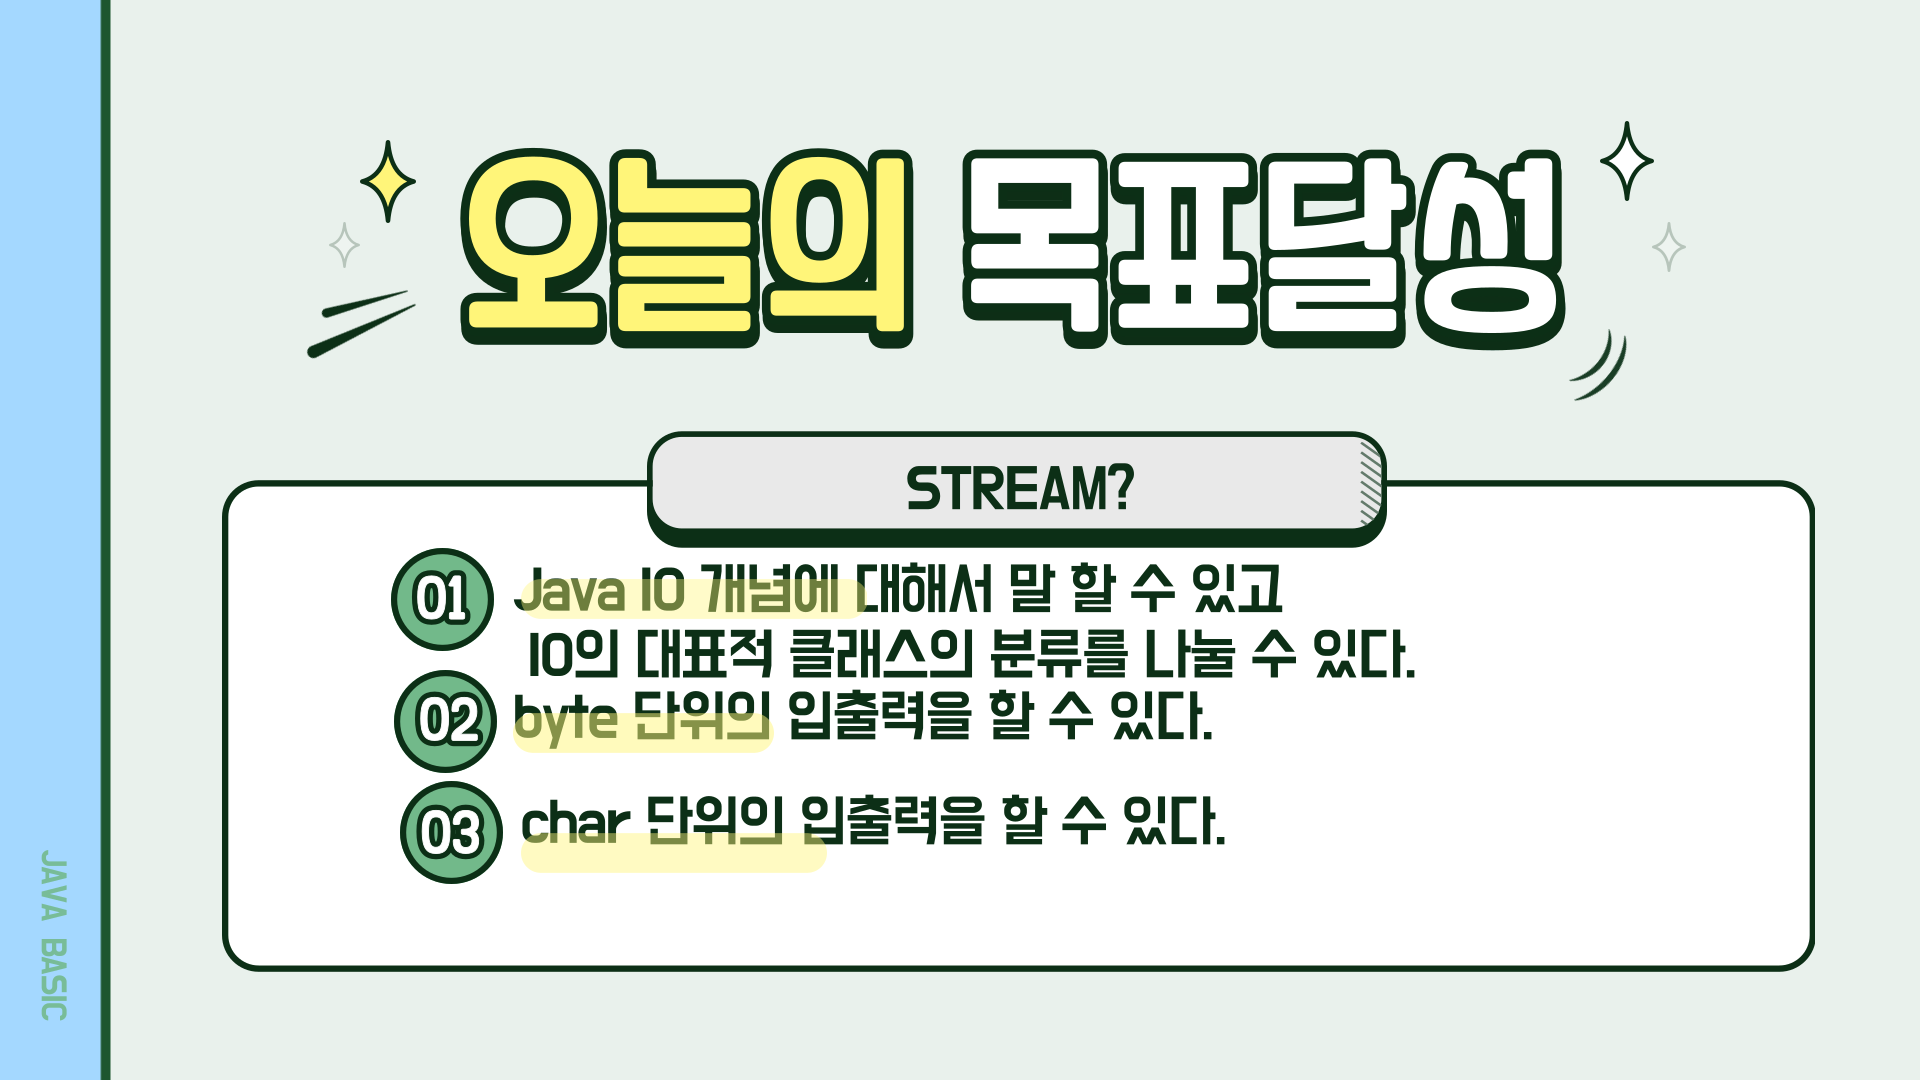 오늘의 목표달성
STREAM?
01 Java IO 개념에 대해서 말 할 수 있고
IO의 대표적 클래스의 분류를 나눌 수 있다.
02 byte 단위의 입출력을 할 수 있다.
03 char 단위의 입출력을 할 수 있다.
JAVA BASIC